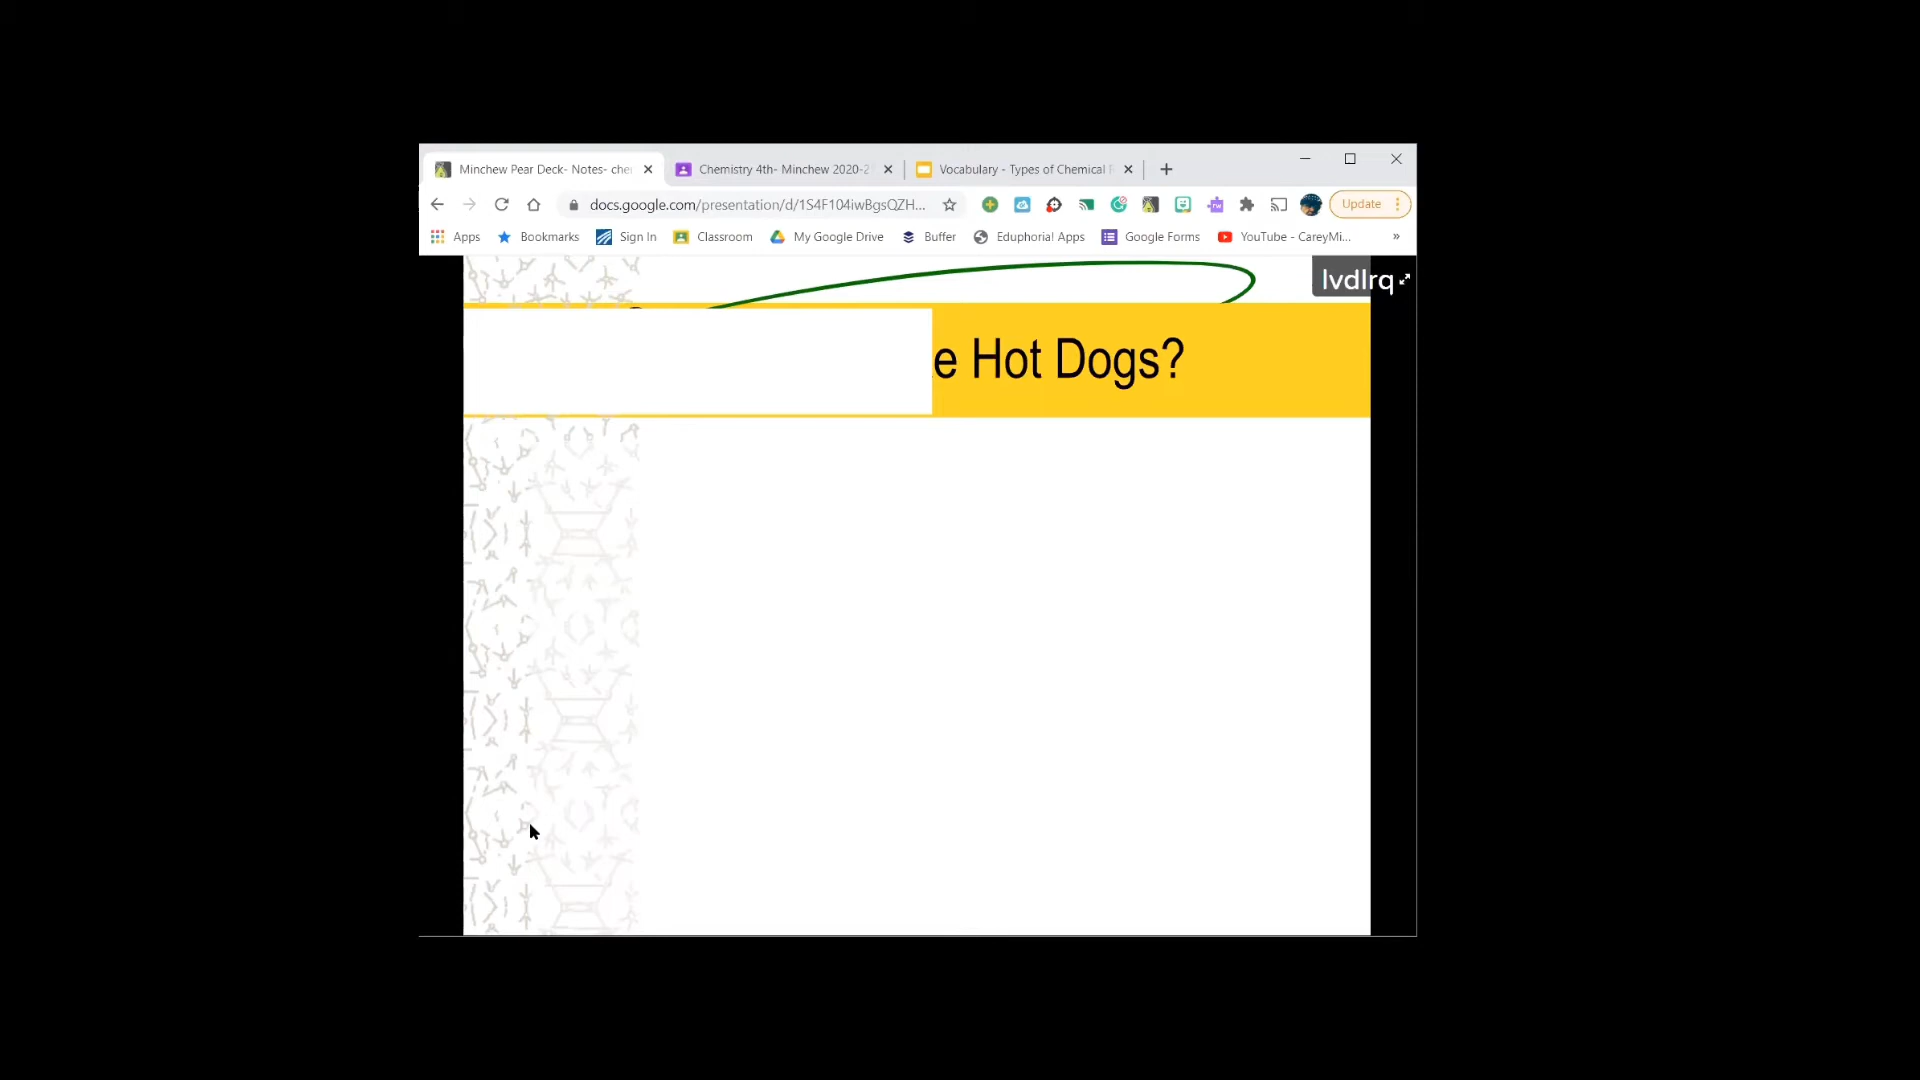 Minchew Pear Deck- Notes- che
Chemistry 4th- Minchew 2020-2
Vocabulary - Types of Chemical R
docs.google.com/presentation/d/1S4F104iwBgsQZH...
Update
Apps
Bookmarks
Sign In
Classroom
My Google Drive
Buffer
Eduphoria! Apps
Google Forms
YouTube - CareyMi...
»
lvdlrq
e Hot Dogs?